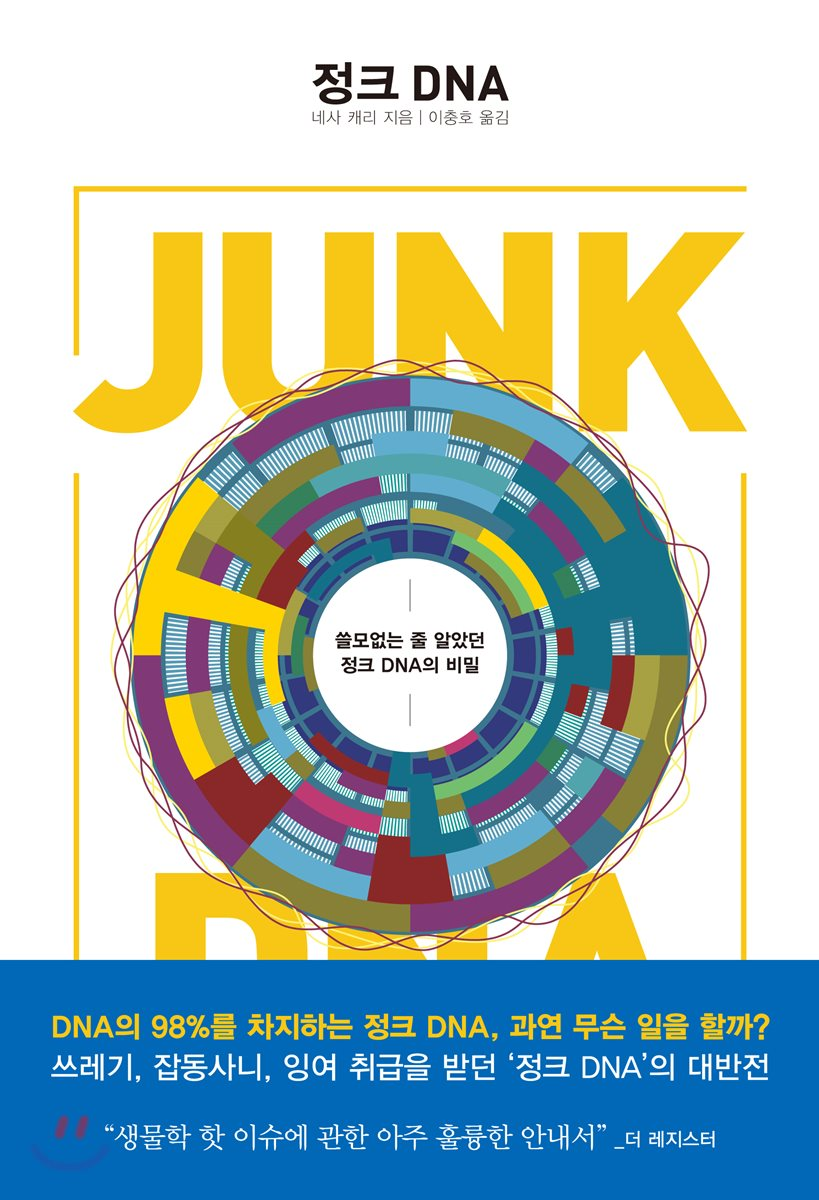 정크 DNA
네사 캐리 지음 | 이충호 옮김
JUNK
쓸모없는 줄 알았던
정크 DNA의 비밀
DNA
DNA의 98%를 차지하는 정크 DNA, 과연 무슨 일을 할까?
쓰레기, 잡동사니, 잉여 취급을 받던 ‘정크 DNA’의 대반전
“생물학 핫 이슈에 관한 아주 훌륭한 안내서” _더 레지스터